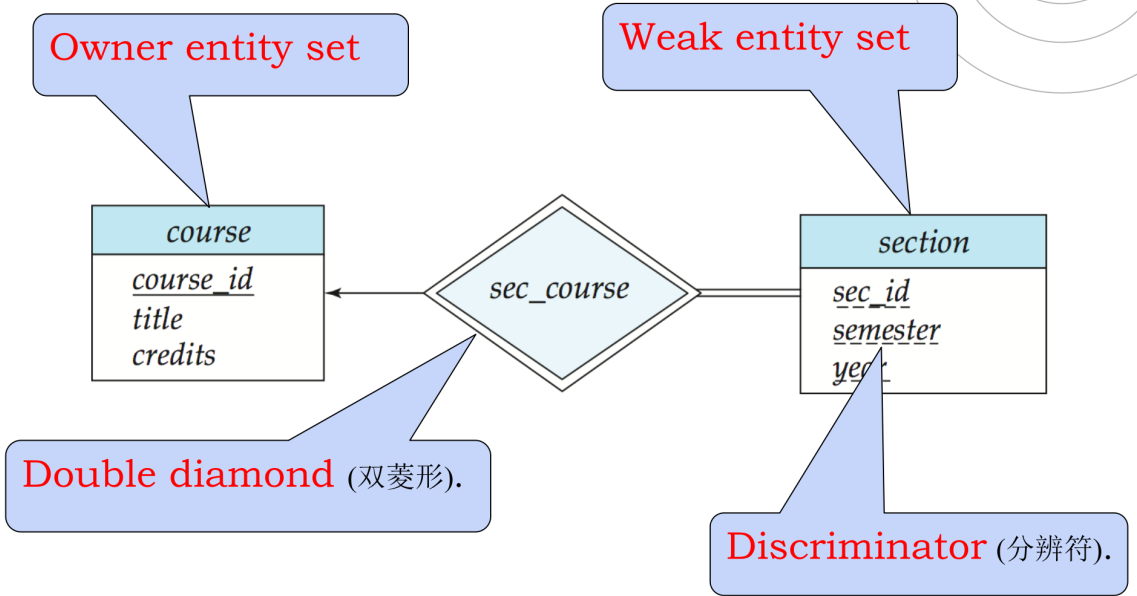 Owner entity set
Weak entity set
course
course_id
title
credits
sec_course
section
sec_id
semester
year
Double diamond (双菱形).
Discriminator (分辨符).